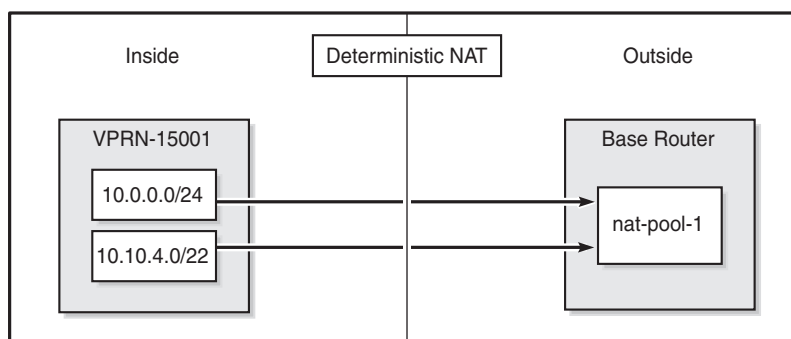 Inside
Deterministic NAT
Outside
VPRN-15001
10.0.0.0/24
10.10.4.0/22
Base Router
nat-pool-1